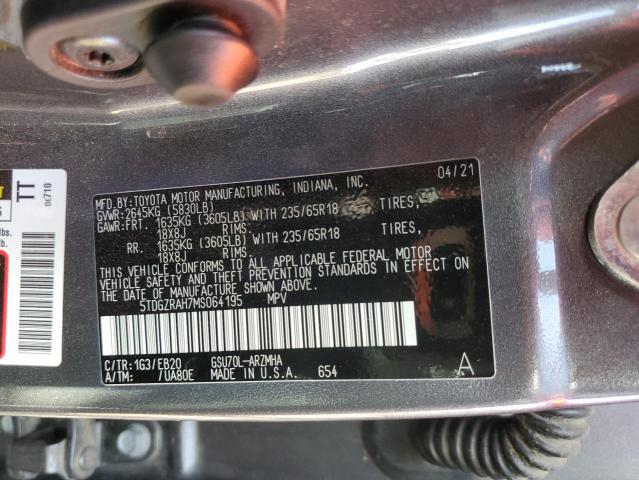 04/21
MFD.BY:TOYOTA MOTOR MANUFACTURING, INDIANA, INC.
GVWR:2645KG (5830LB)
GAWR:FRT. 1635KG (3605LB) WITH 235/65R18 TIRES,
18X8J RIMS.
RR 1635KG (3605LB) WITH 235/65R18 TIRES,
18X8J RIMS.
THIS VEHICLE CONFORMS TO ALL APPLICABLE FEDERAL MOTOR
VEHICLE SAFETY AND THEFT PREVENTION STANDARDS IN EFFECT ON
THE DATE OF MANUFACTURE SHOWN ABOVE.
5TDGZRAH7MS064195 MPV
C/TR:1G3/EB20 GSU70L-ARZMHA
A/TM: /UA80E MADE IN U.S.A. 654
A
TT
0E710
lbs.